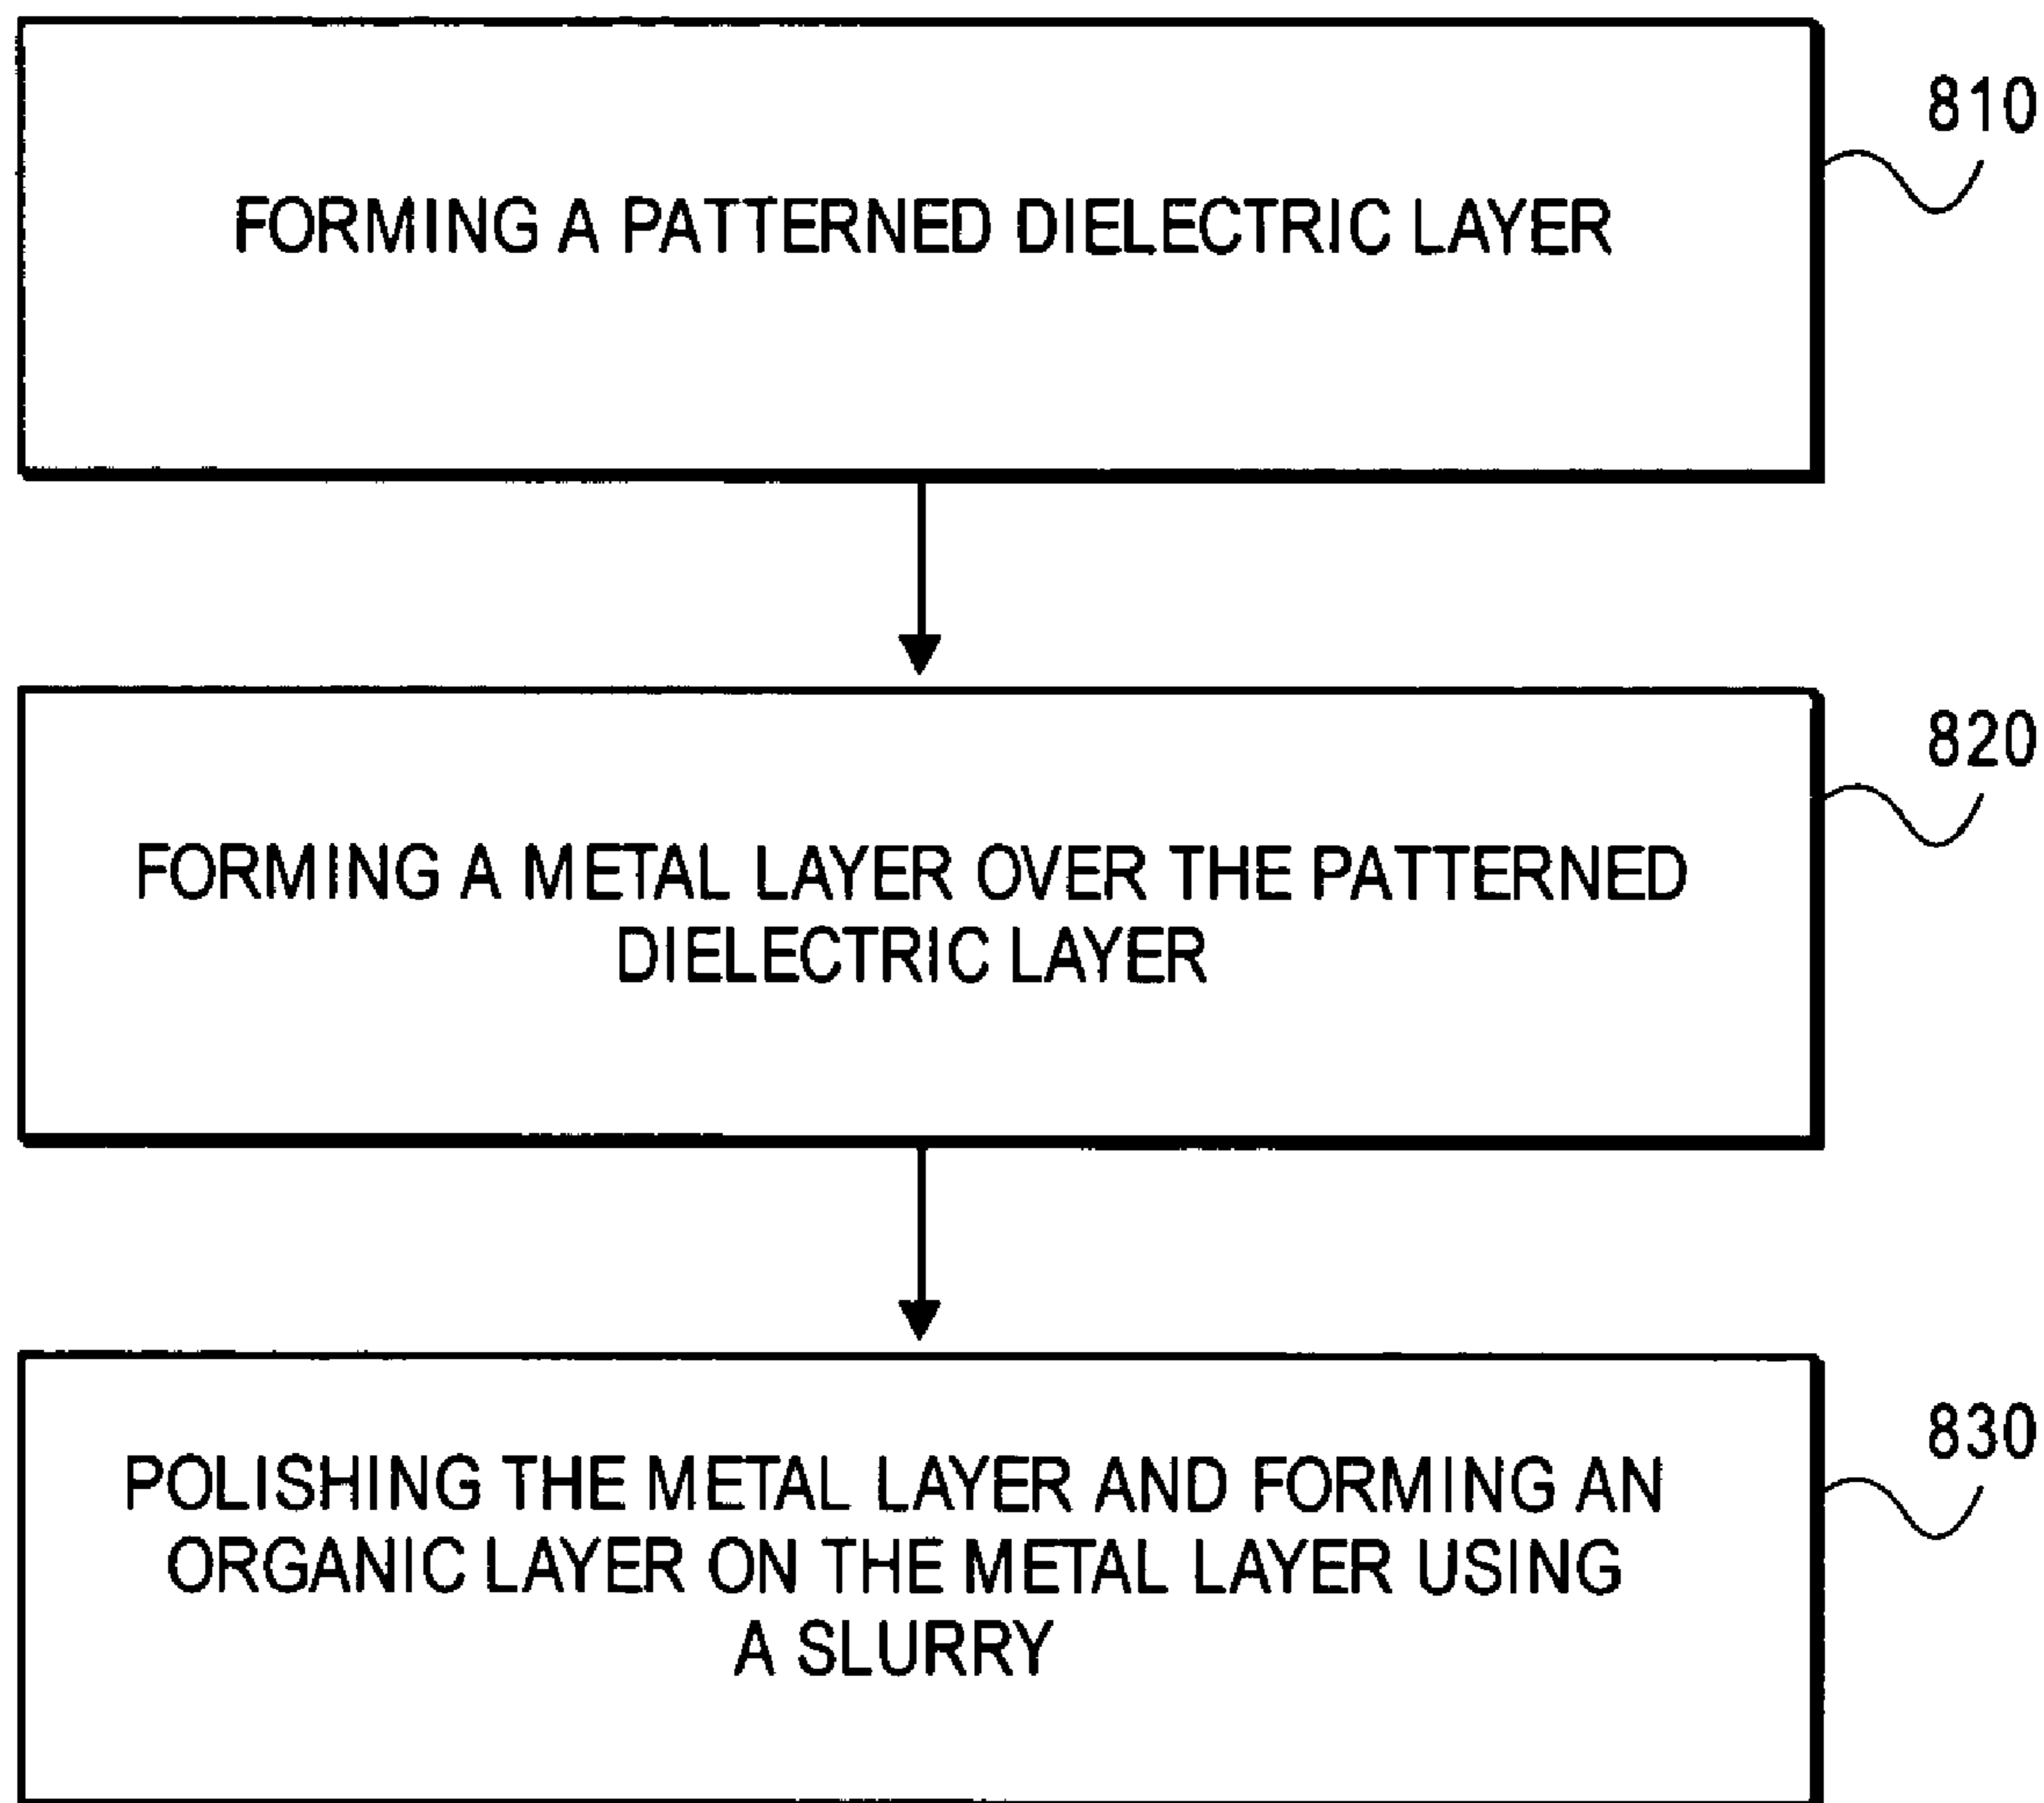 810
FORMING A PATTERNED DIELECTRIC LAYER
820
FORMING A METAL LAYER OVER THE PATTERNED
DIELECTRIC LAYER
830
POLISHING THE METAL LAYER AND FORMING AN
ORGANIC LAYER ON THE METAL LAYER USING
A SLURRY